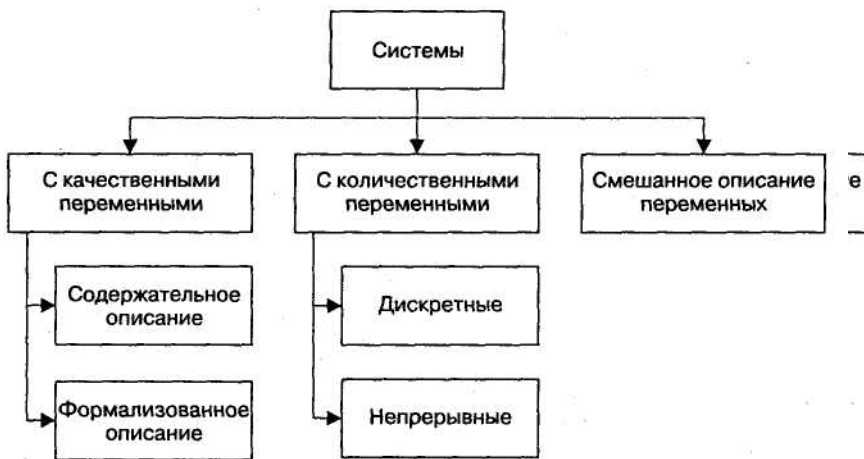 Системы
С качественными
переменными
С количественными
переменными
Смешанное описание
переменных
е
Содержательное
описание
Дискретные
Формализованное
описание
Непрерывные